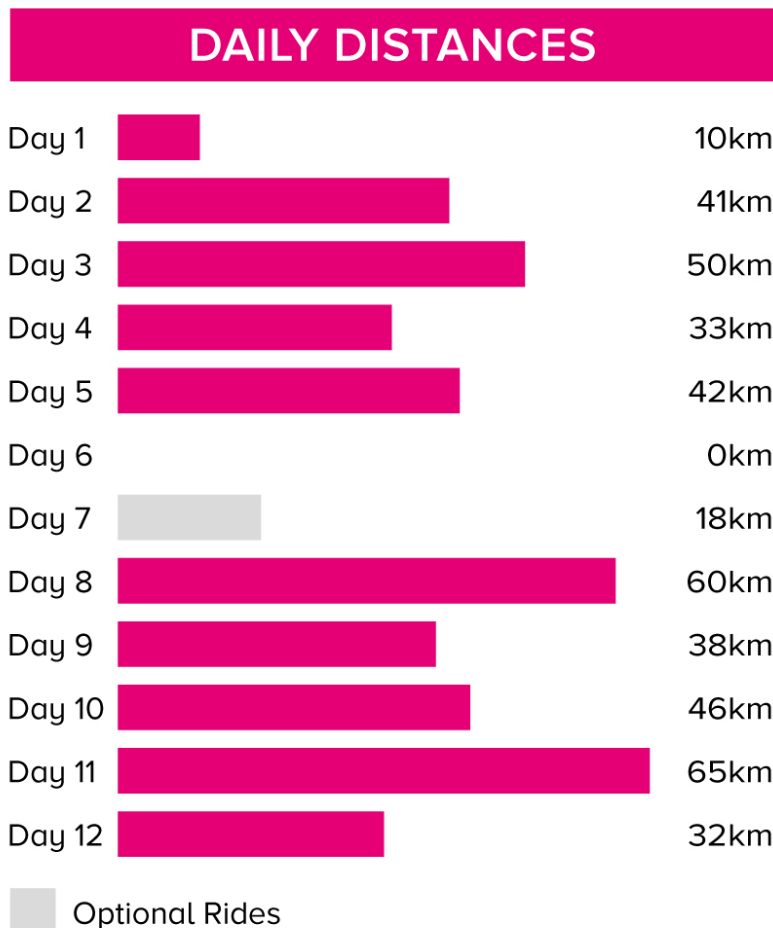 DAILY DISTANCES
Day 1 10km
Day 2 41km
Day 3 50km
Day 4 33km
Day 5 42km
Day 6 0km
Day 7 18km
Day 8 60km
Day 9 38km
Day 10 46km
Day 11 65km
Day 12 32km
Optional Rides